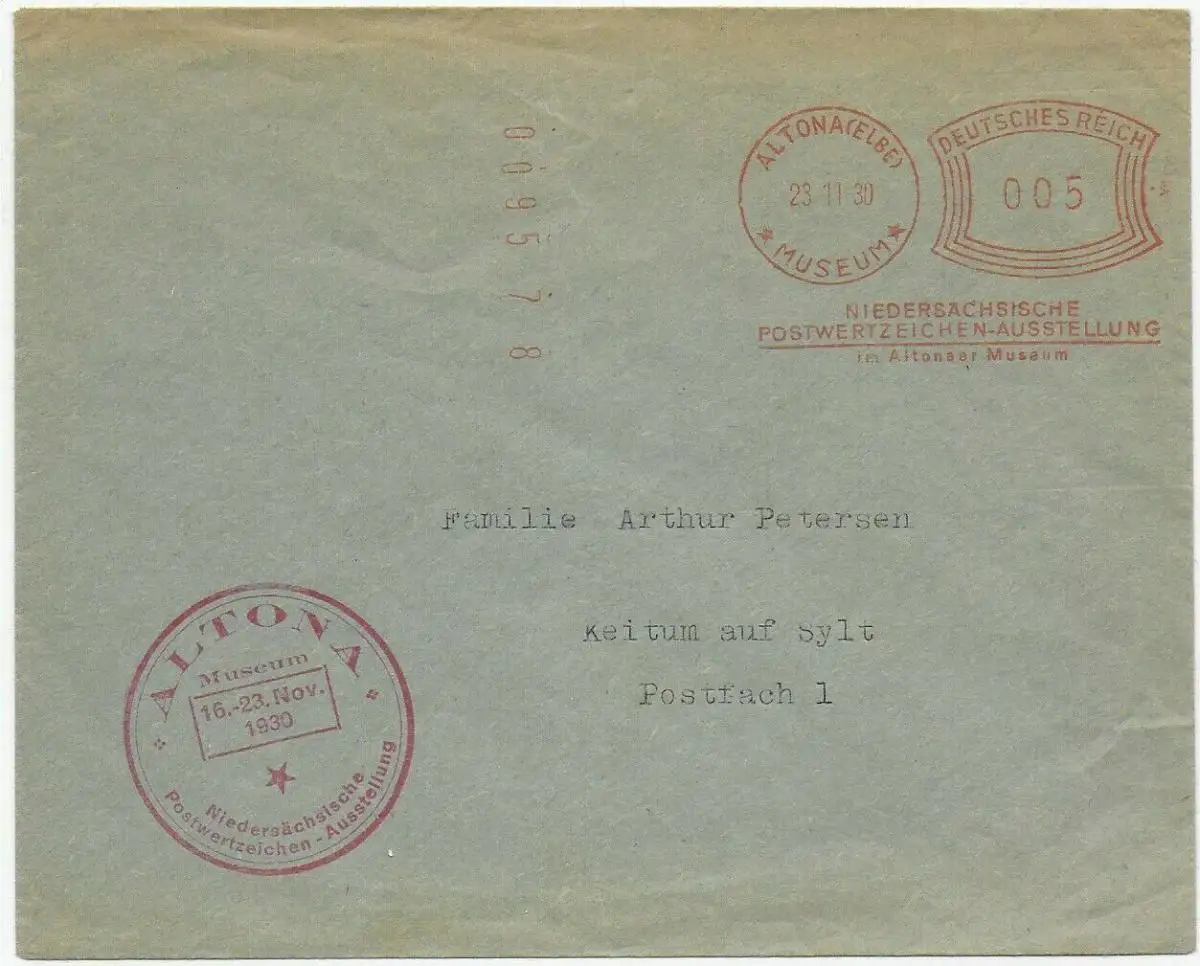 009578
ALTONA (ELBE)
23 11 30
MUSEUM
DEUTSCHES REICH
005
NIEDERSÄCHSISCHE
POSTWERTZEICHEN-AUSSTELLUNG
im Altonaer Museum
Familie Arthur Petersen
Keitum auf Sylt
Postfach 1
ALTONA
Museum
16.-23. Nov.
1930
Niedersächsische
Postwertzeichen-Ausstellung